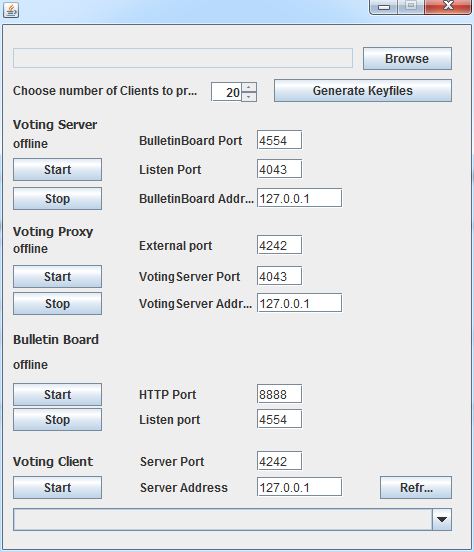 Browse
Choose number of Clients to pr... 20 Generate Keyfiles
Voting Server
offline BulletinBoard Port 4554
Start Listen Port 4043
Stop BulletinBoard Addr... 127.0.0.1
Voting Proxy
offline External port 4242
Start VotingServer Port 4043
Stop VotingServer Addr... 127.0.0.1
Bulletin Board
offline
Start HTTP Port 8888
Stop Listen port 4554
Voting Client Server Port 4242
Start Server Address 127.0.0.1 Refr...